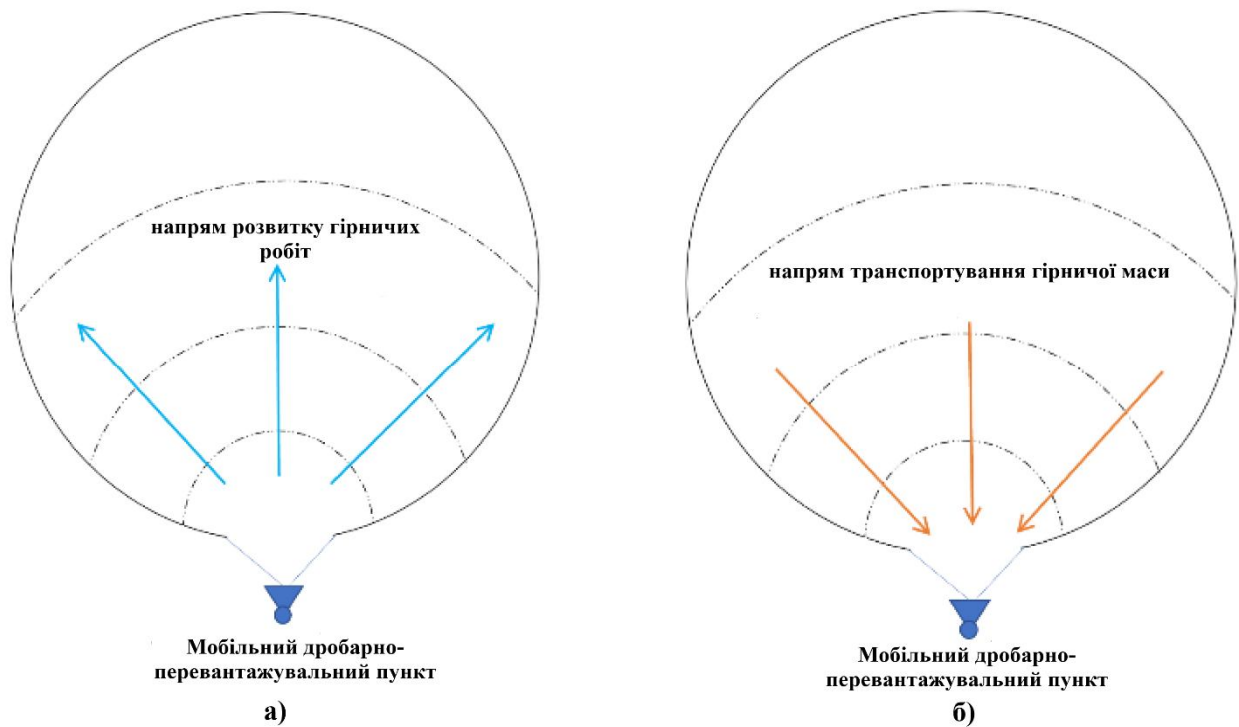 напрям розвитку гірничих
робіт
Мобільний дробарно-
перевантажувальний пункт
а)
напрям транспортування гірничої маси
Мобільний дробарно-
перевантажувальний пункт
б)